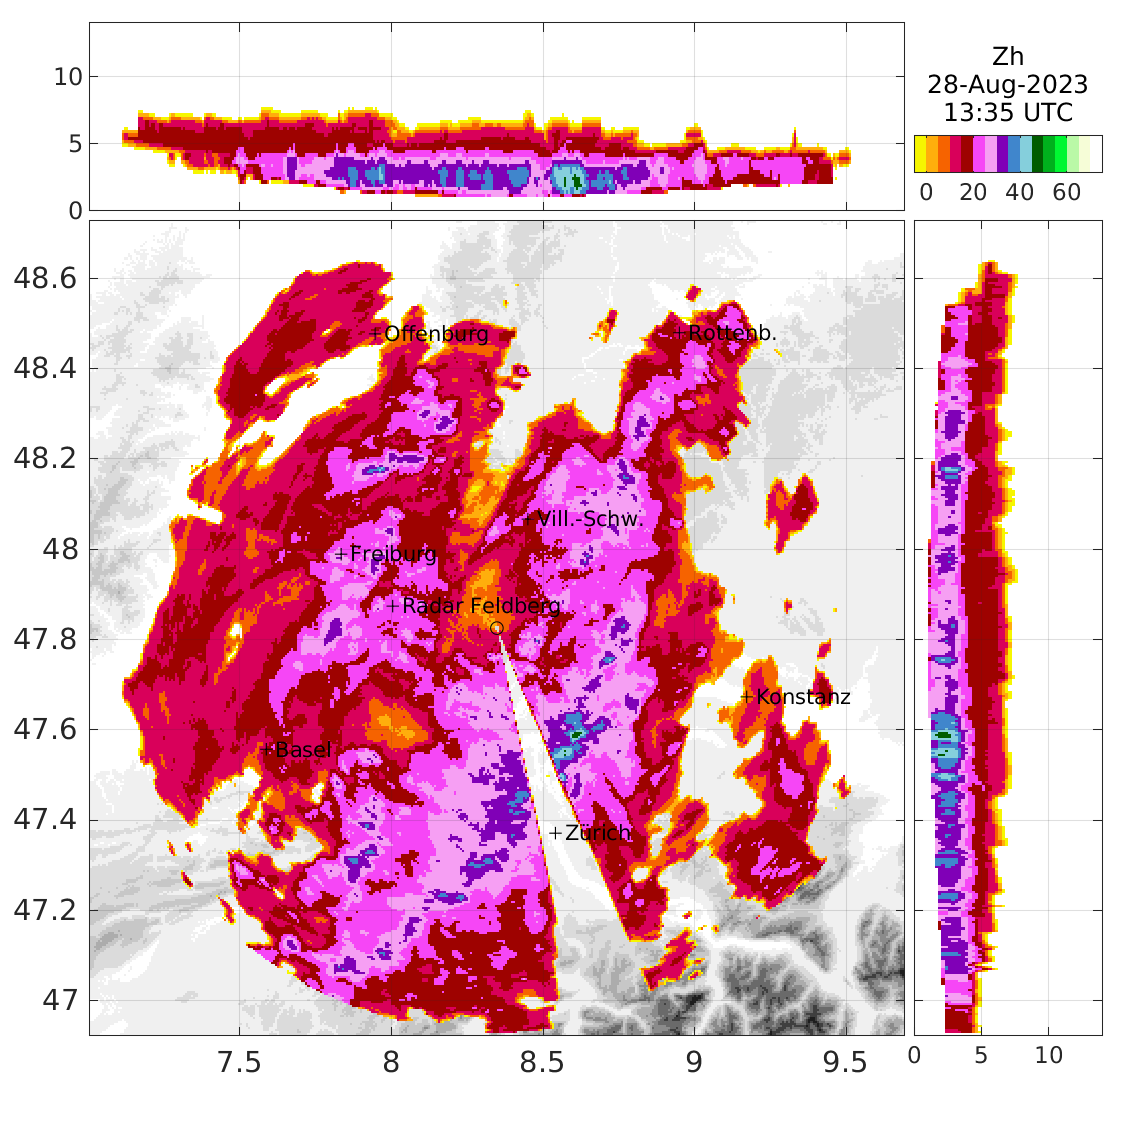 Zh
28-Aug-2023
13:35 UTC
0 20 40 60
10
5
0
48.6
48.4
48.2
48
47.8
47.6
47.4
47.2
47
+Offenburg
+Rottenb.
+Vill.-Schw.
+Freiburg
+Radar Feldberg
+Konstanz
+Basel
+Zürich
7.5 8 8.5 9 9.5
0 5 10